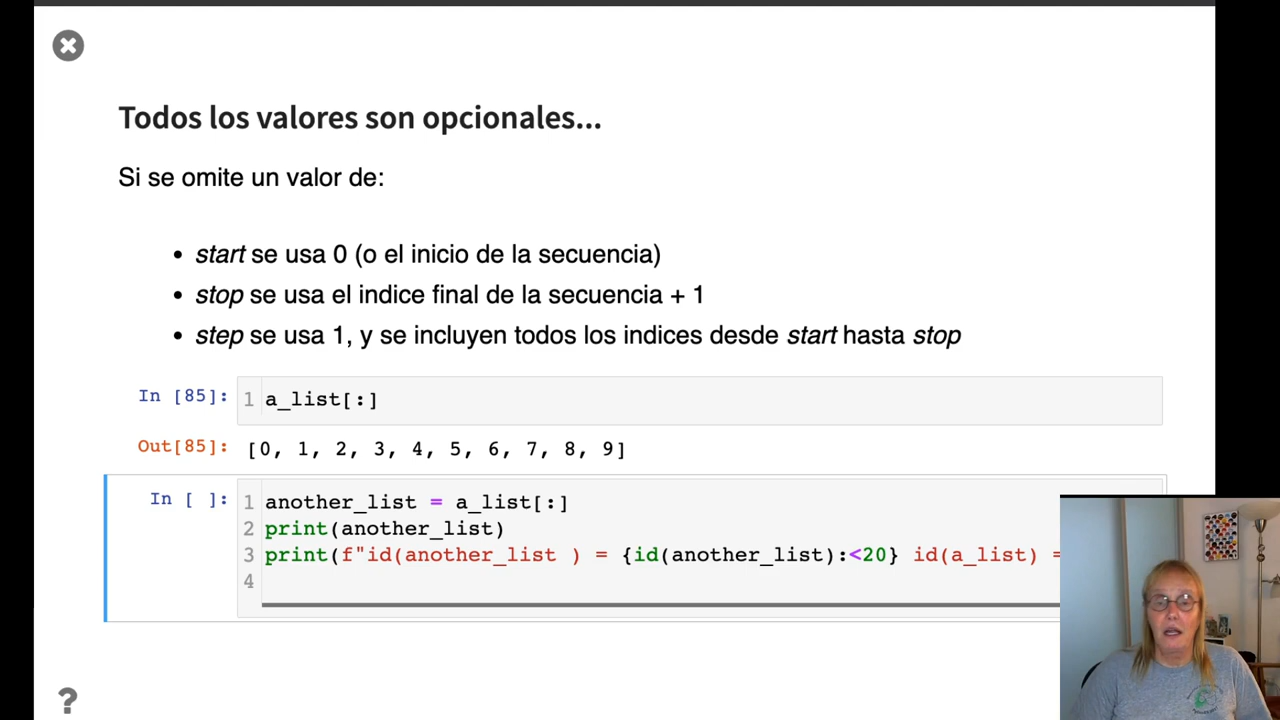 Todos los valores son opcionales...
Si se omite un valor de:
• start se usa 0 (o el inicio de la secuencia)
• stop se usa el indice final de la secuencia + 1
• step se usa 1, y se incluyen todos los indices desde start hasta stop
In [85]: 1 a_list[:]
Out[85]: [0, 1, 2, 3, 4, 5, 6, 7, 8, 9]
In [ ]: 1 another_list = a_list[:]
2 print(another_list)
3 print(f"id(another_list ) = {id(another_list):<20} id(a_list) =
4
?